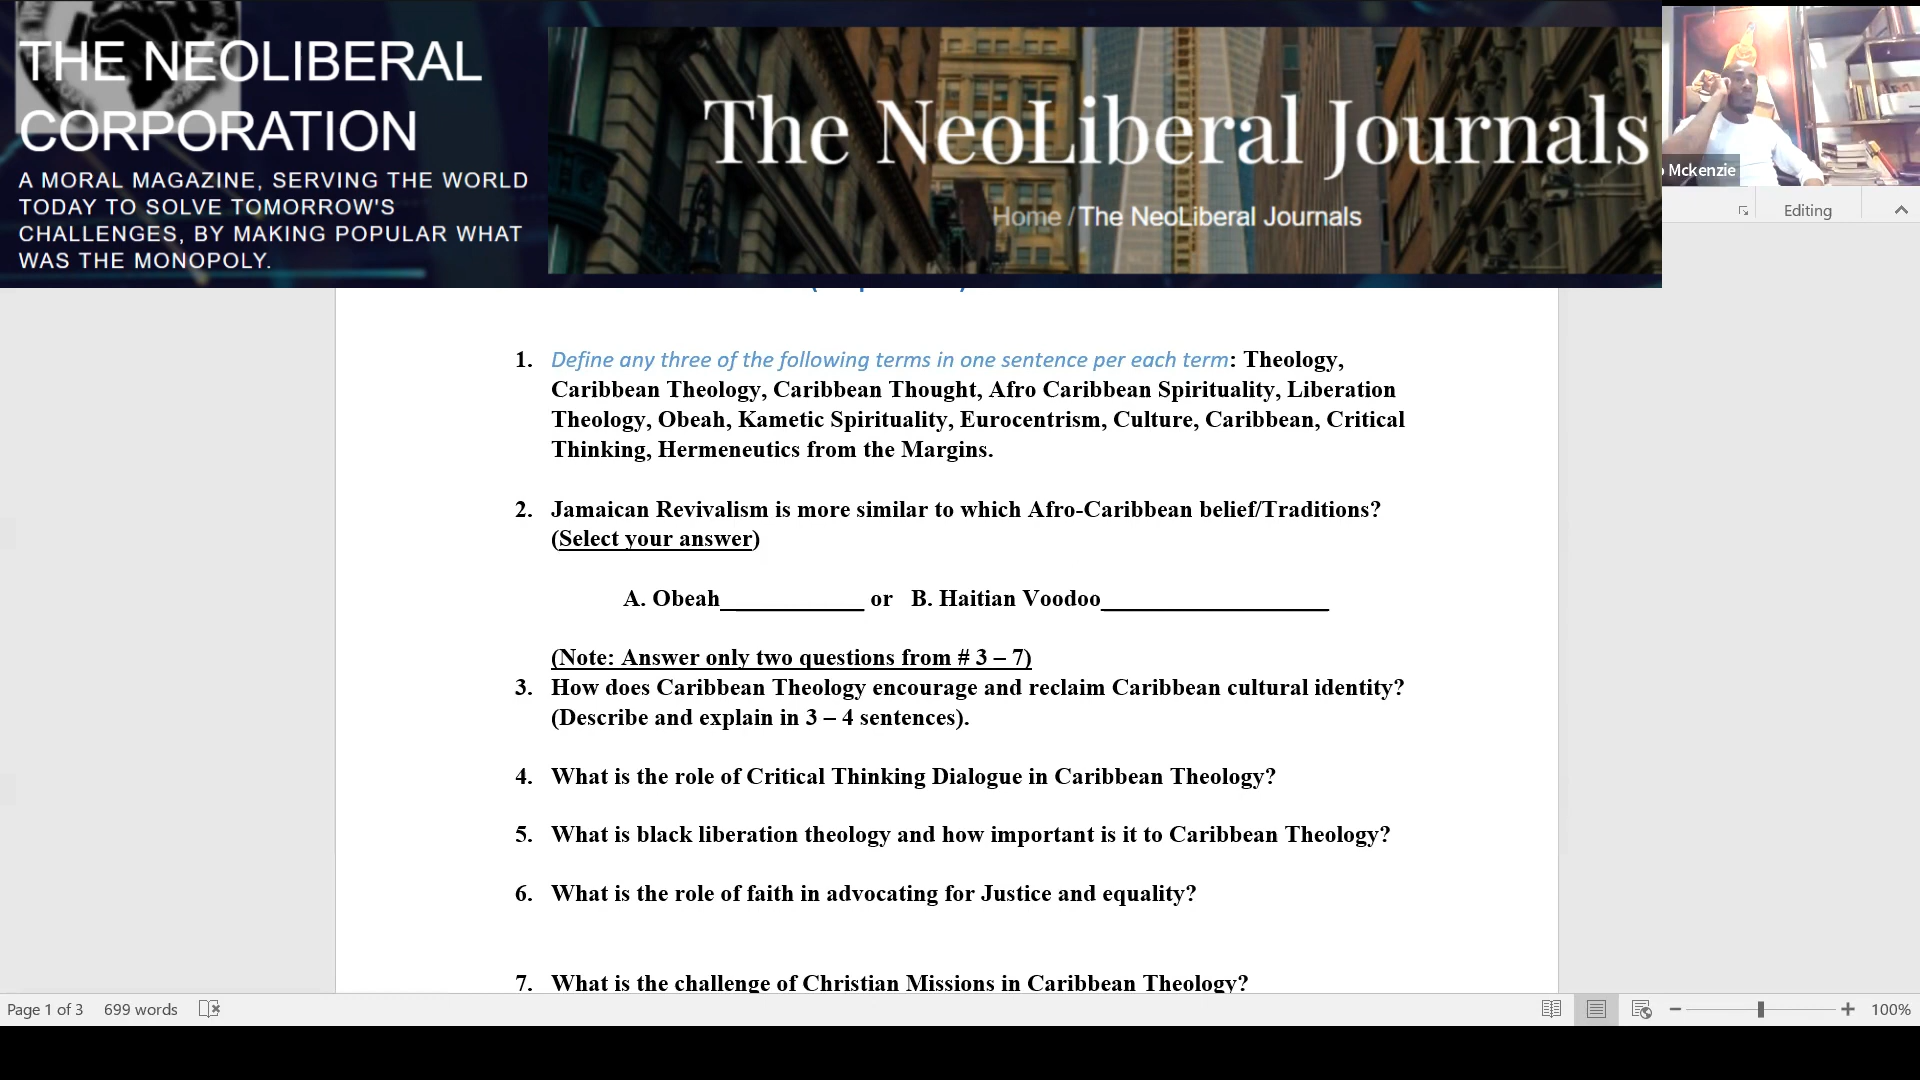 THE NEOLIBERAL
CORPORATION
A MORAL MAGAZINE, SERVING THE WORLD
TODAY TO SOLVE TOMORROW'S
CHALLENGES, BY MAKING POPULAR WHAT
WAS THE MONOPOLY.
The NeoLiberal Journals
Home / The NeoLiberal Journals
Mckenzie
Editing
1. Define any three of the following terms in one sentence per each term: Theology,
Caribbean Theology, Caribbean Thought, Afro Caribbean Spirituality, Liberation
Theology, Obeah, Kametic Spirituality, Eurocentrism, Culture, Caribbean, Critical
Thinking, Hermeneutics from the Margins.
2. Jamaican Revivalism is more similar to which Afro-Caribbean belief/Traditions?
(Select your answer)
A. Obeah____________ or B. Haitian Voodoo___________________
(Note: Answer only two questions from # 3 – 7)
3. How does Caribbean Theology encourage and reclaim Caribbean cultural identity?
(Describe and explain in 3 – 4 sentences).
4. What is the role of Critical Thinking Dialogue in Caribbean Theology?
5. What is black liberation theology and how important is it to Caribbean Theology?
6. What is the role of faith in advocating for Justice and equality?
7. What is the challenge of Christian Missions in Caribbean Theology?
Page 1 of 3 699 words
100%